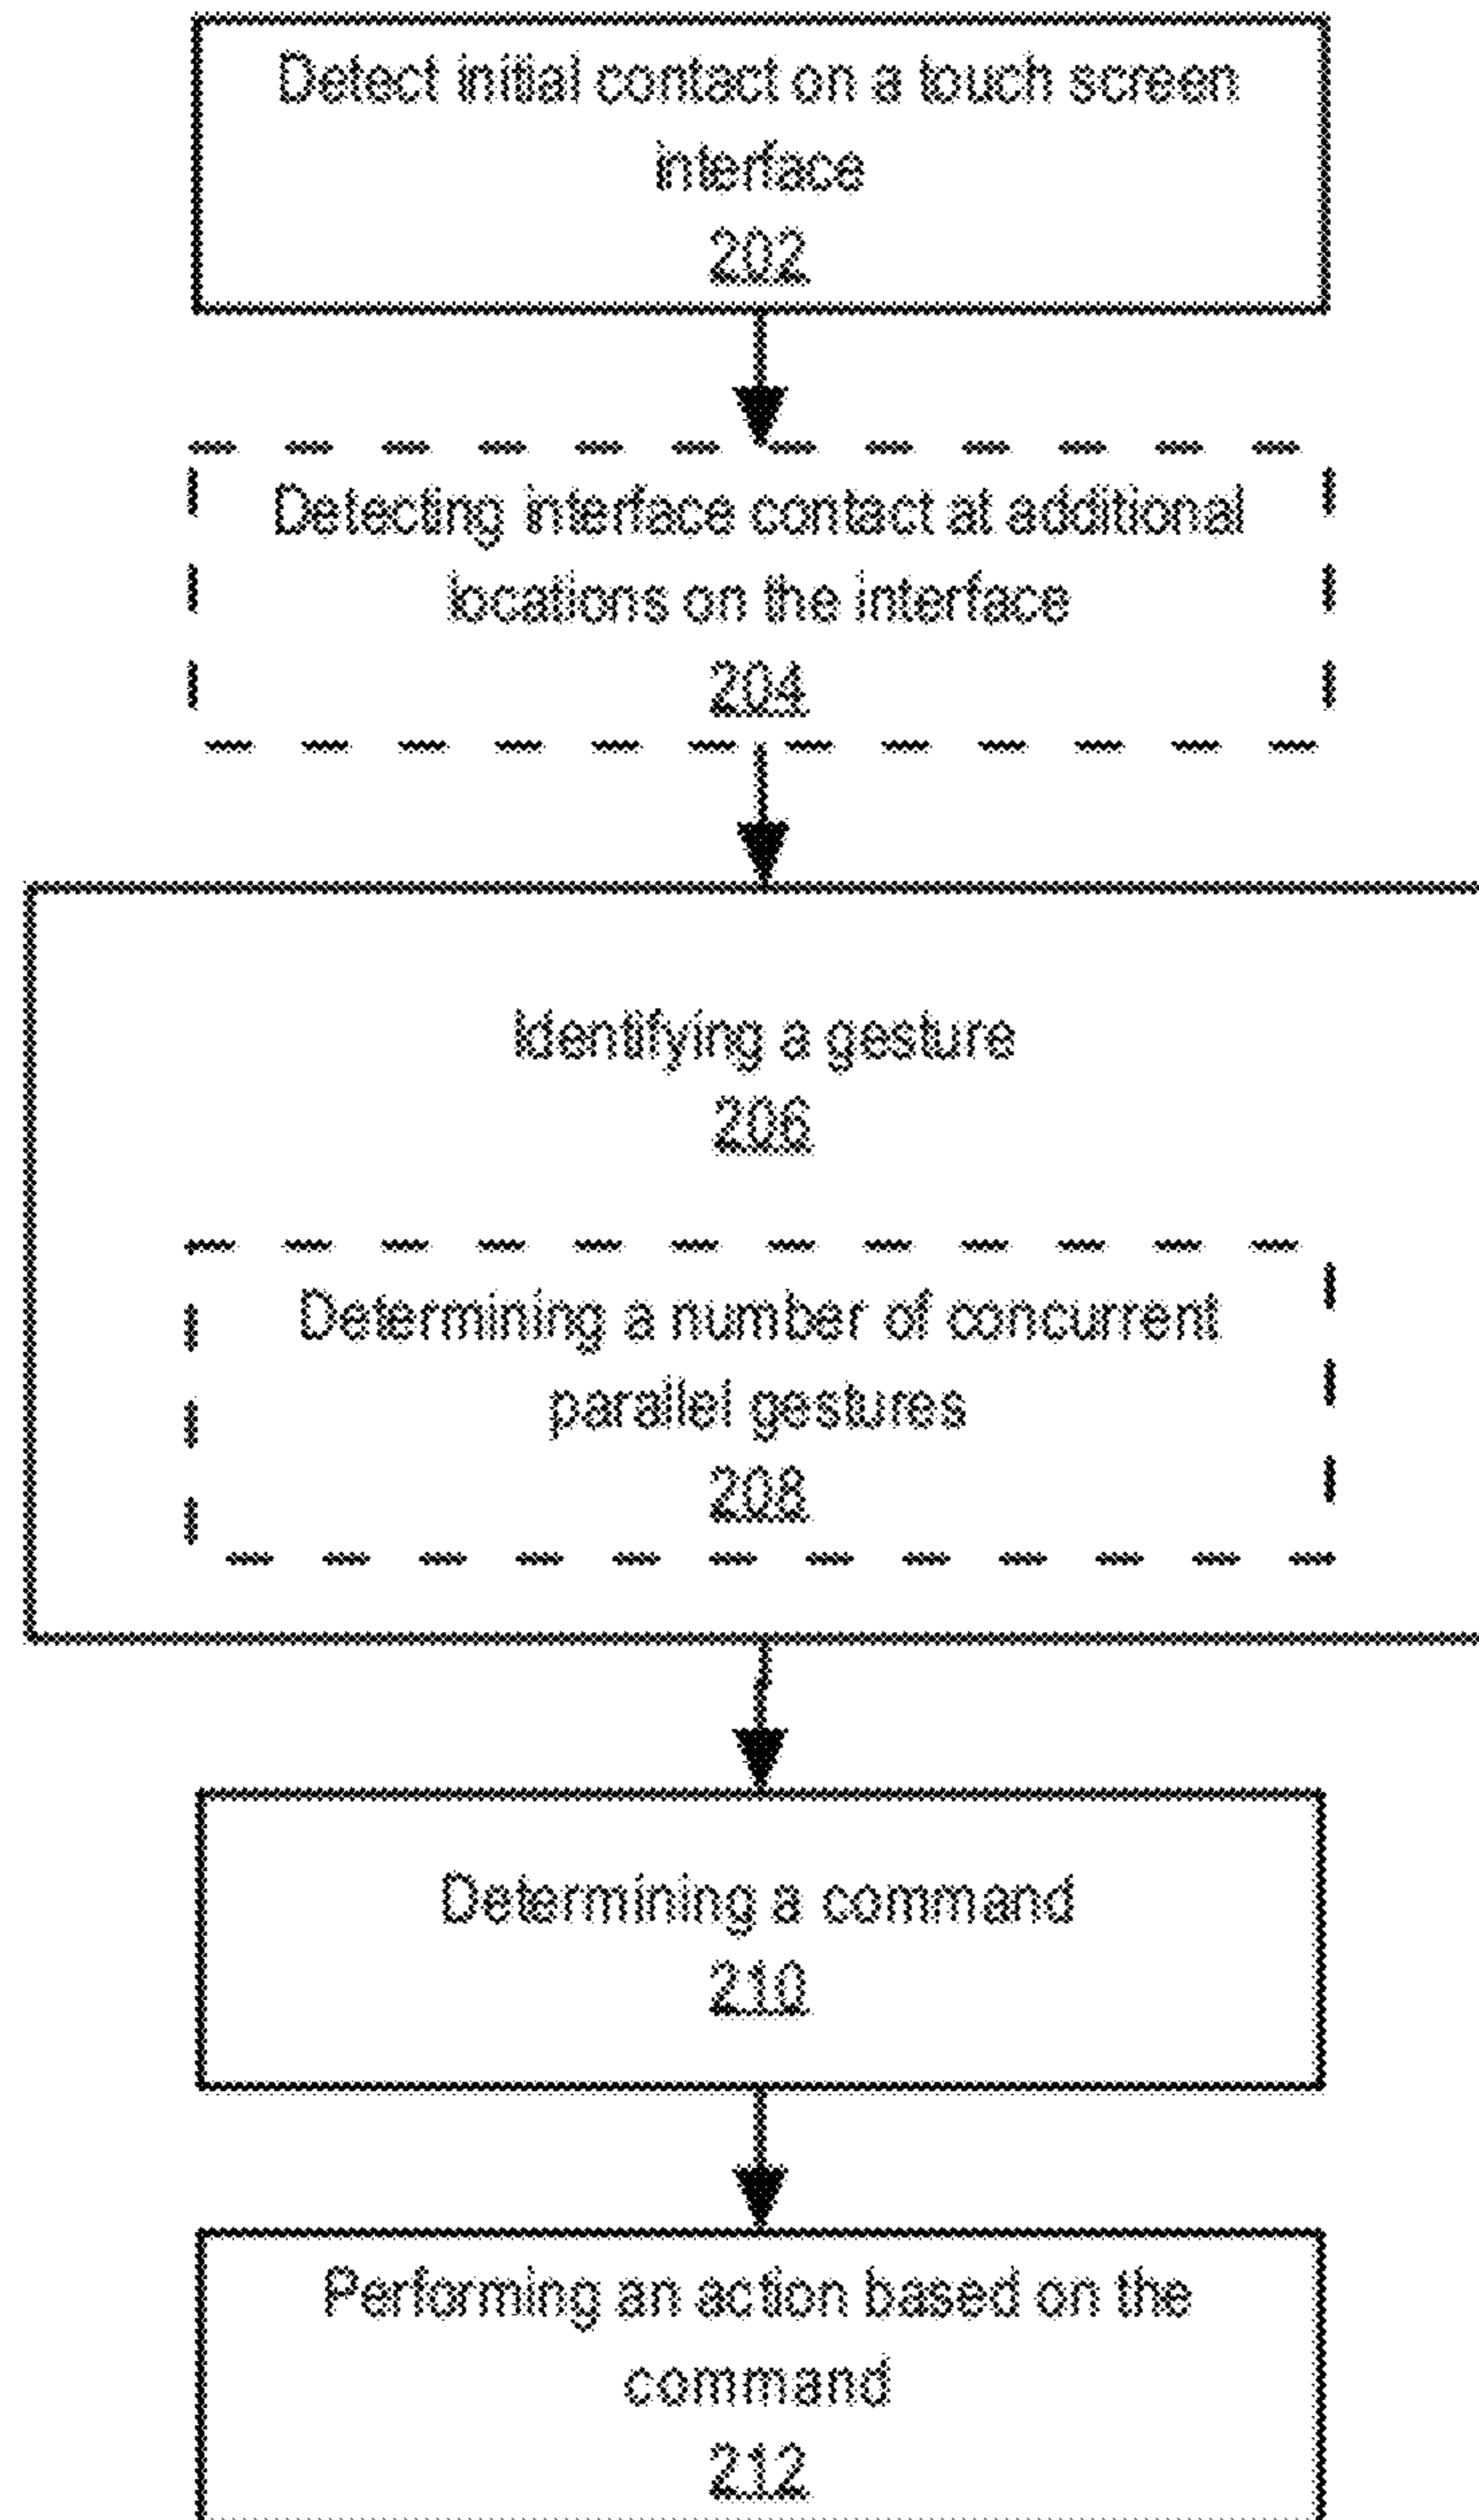 Detect initial contact on a touch screen
interface
202
Detecting interface contact at additional
locations on the interface
204
Identifying a gesture
206
Determining a number of concurrent
parallel gestures
208
Determining a command
210
Performing an action based on the
command
212